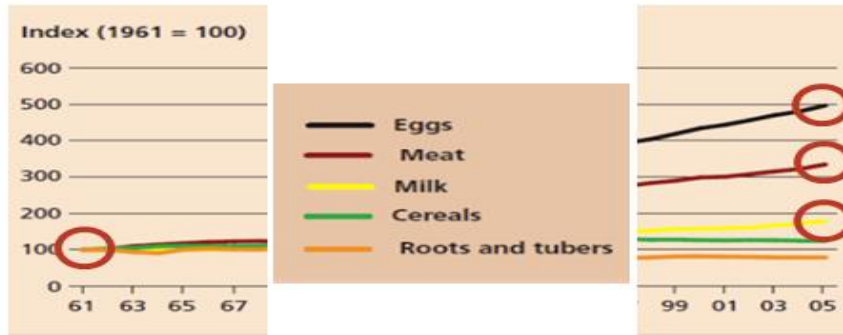 Index (1961 = 100)
600
500
400
300
200
100
0
61 63 65 67
Eggs
Meat
Milk
Cereals
Roots and tubers
99 01 03 05